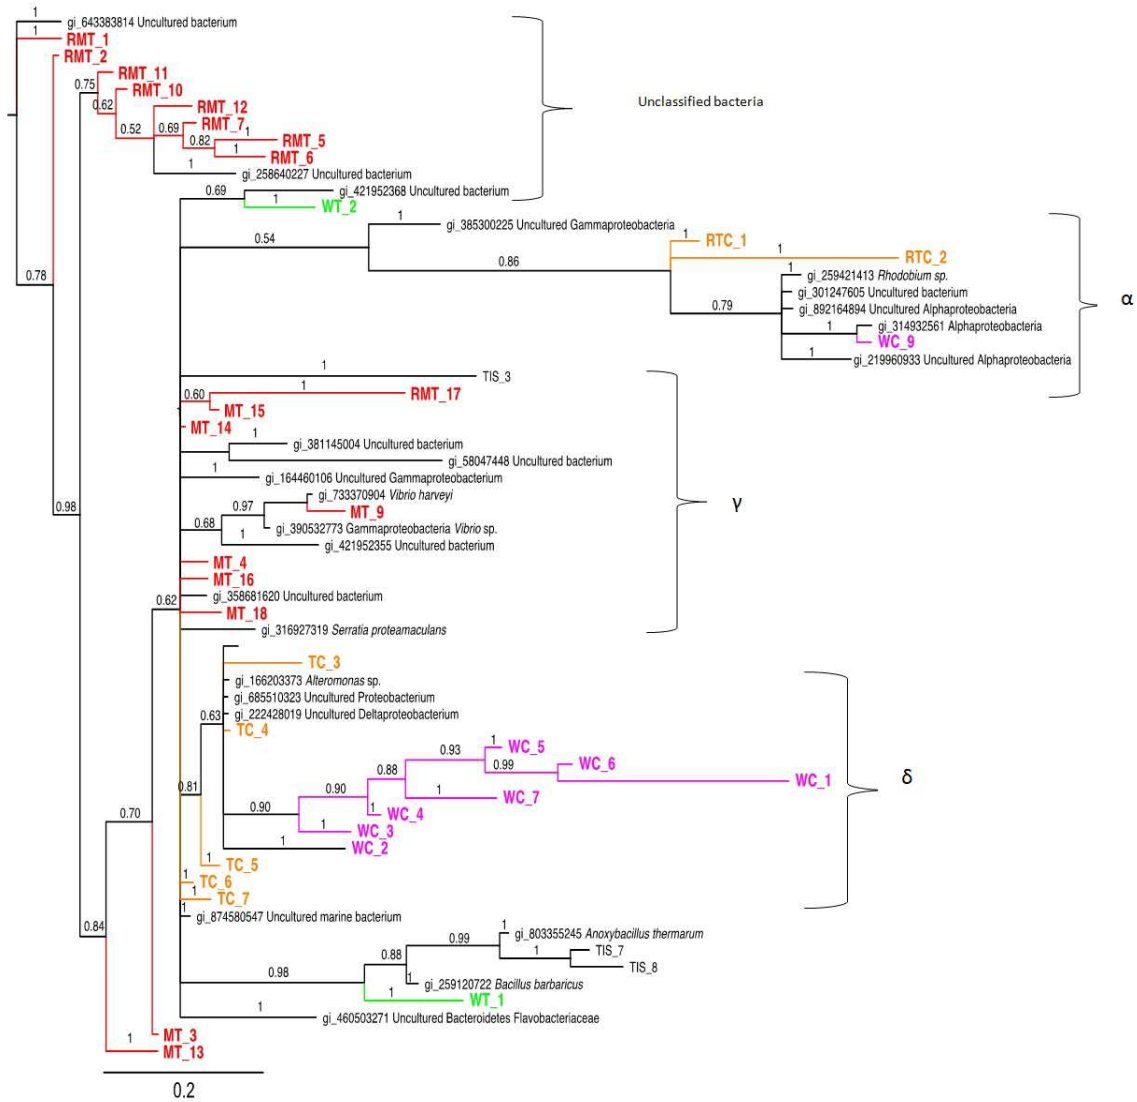 gi_643383814 Uncultured bacterium
1
1
RMT_1
RMT_2
0.75
RMT_11
0.62
RMT_10
Unclassified bacteria
RMT_12
0.52
0.69
RMT_7
0.82
1
RMT_5
1
RMT_6
1
gi_258640227 Uncultured bacterium
0.69
gi_421952368 Uncultured bacterium
1
WT_2
1
gi_385300225 Uncultured Gammaproteobacteria
0.54
1
RTC_1
0.78
0.86
1
RTC_2
1
gi_259421413 Rhodobium sp.
gi_301247605 Uncultured bacterium
α
0.79
gi_892164894 Uncultured Alphaproteobacteria
1
gi_314932561 Alphaproteobacteria
WC_9
1
gi_219960933 Uncultured Alphaproteobacteria
1
TIS_3
0.60
1
RMT_17
MT_15
1
MT_14
1
gi_381145004 Uncultured bacterium
gi_58047448 Uncultured bacterium
1
gi_164460106 Uncultured Gammaproteobacterium
gi_733370904 Vibrio harveyi
γ
0.98
0.97
MT_9
0.68
1
gi_390532773 Gammaproteobacteria Vibrio sp.
gi_421952355 Uncultured bacterium
MT_4
MT_16
gi_358681620 Uncultured bacterium
0.62
MT_18
gi_316927319 Serratia proteamaculans
TC_3
gi_166203373 Alteromonas sp.
gi_685510323 Uncultured Proteobacterium
0.63
gi_222428019 Uncultured Deltaproteobacterium
TC_4
0.93
1
WC_5
0.99
WC_6
0.88
WC_1
δ
0.81
0.90
0.90
1
WC_7
1
WC_4
0.70
1
WC_3
1
WC_2
1
TC_5
1
TC_6
1
TC_7
1
gi_874580547 Uncultured marine bacterium
0.84
1
gi_803355245 Anoxybacillus thermarum
0.99
1
TIS_7
0.88
TIS_8
0.98
1
gi_259120722 Bacillus barbaricus
1
WT_1
1
gi_460503271 Uncultured Bacteroidetes Flavobacteriaceae
MT_3
1
MT_13
0.2